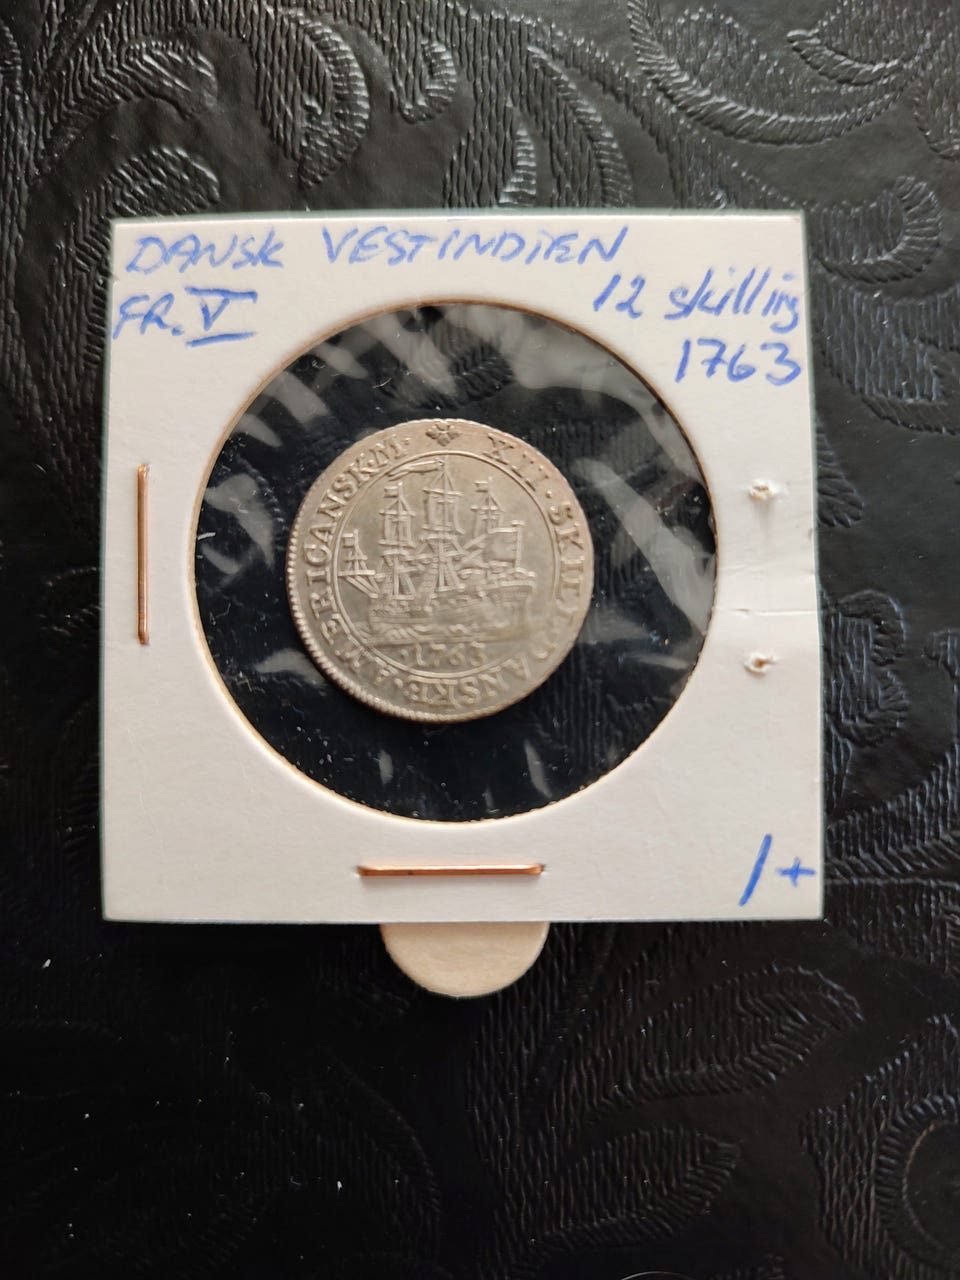 DANSK VESTINDIEN
FR. V
12 skilling
1763
XII·SKILL·DANSKE·AMERICANSK·M·
·1763·
1+